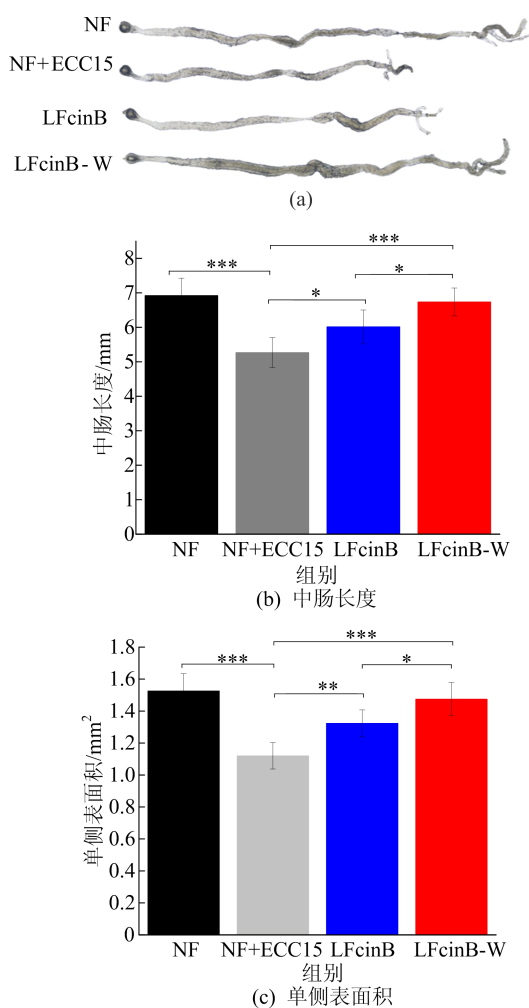 NF
NF+ECC15
LFcinB
LFcinB-W
(a)
*** 
*** *
*
8
7
6
5
4
3
2
1
0
中肠长度/mm
NF NF+ECC15 LFcinB LFcinB-W
组别
(b) 中肠长度
***
*** *
**
1.8
1.6
1.4
1.2
1.0
0.8
0.6
0.4
0.2
0
单侧表面积/mm²
NF NF+ECC15 LFcinB LFcinB-W
组别
(c) 单侧表面积